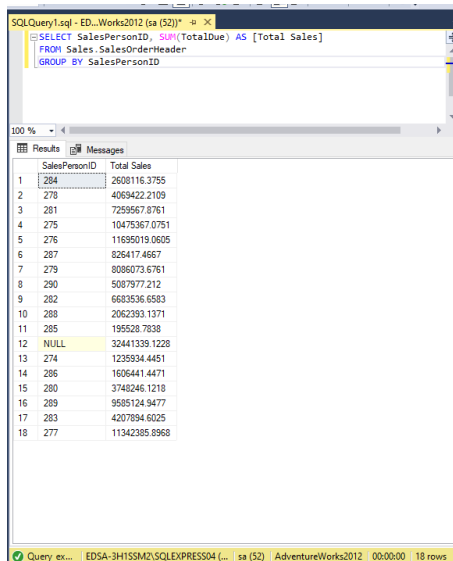 SQLQuery1.sql - ED...Works2012 (sa (52))*
SELECT SalesPersonID, SUM(TotalDue) AS [Total Sales]
FROM Sales.SalesOrderHeader
GROUP BY SalesPersonID
100 %
Results Messages
SalesPersonID Total Sales
1 284 2608116.3755
2 278 4069422.2109
3 281 7259567.8761
4 275 10475367.0751
5 276 11695019.0605
6 287 826417.4667
7 279 8086073.6761
8 290 5087977.212
9 282 6683536.6583
10 288 2062393.1371
11 285 195528.7838
12 NULL 32441339.1228
13 274 1235934.4451
14 286 1606441.4471
15 280 3748246.1218
16 289 9585124.9477
17 283 4207894.6025
18 277 11342385.8968
Query ex... EDSA-3H1SSM2\SQLEXPRESS04 (... sa (52) AdventureWorks2012 00:00:00 18 rows